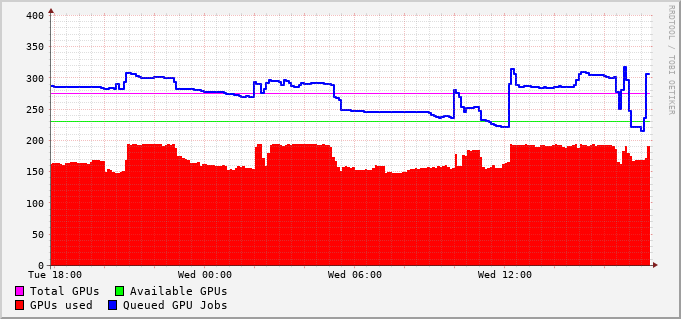 400
350
300
250
200
150
100
50
0
Tue 18:00 Wed 00:00 Wed 06:00 Wed 12:00
Total GPUs Available GPUs
GPUs used Queued GPU Jobs
RRDTOOL / TOBI OETIKER